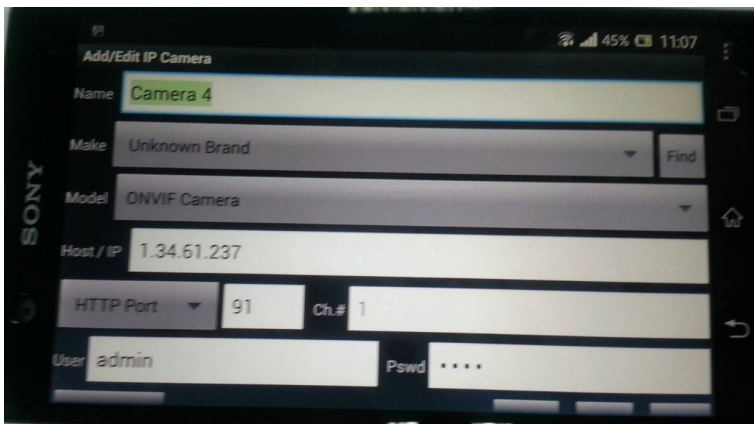 45% 11:07
Add/Edit IP Camera
Name Camera 4
Make Unknown Brand Find
Model ONVIF Camera
Host / IP 1.34.61.237
HTTP Port 91 Ch.# 1
User admin Pswd ••••
SONY